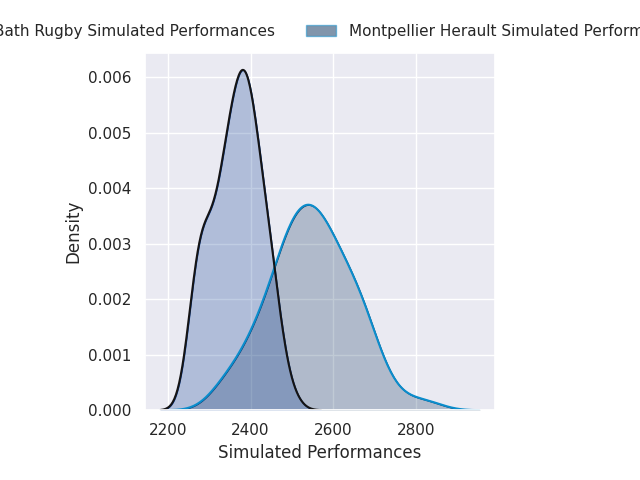 Bath Rugby Simulated Performances Montpellier Herault Simulated Perform
0.006
0.005
0.004
0.003
0.002
0.001
0.000
Density
2200 2400 2600 2800
Simulated Performances